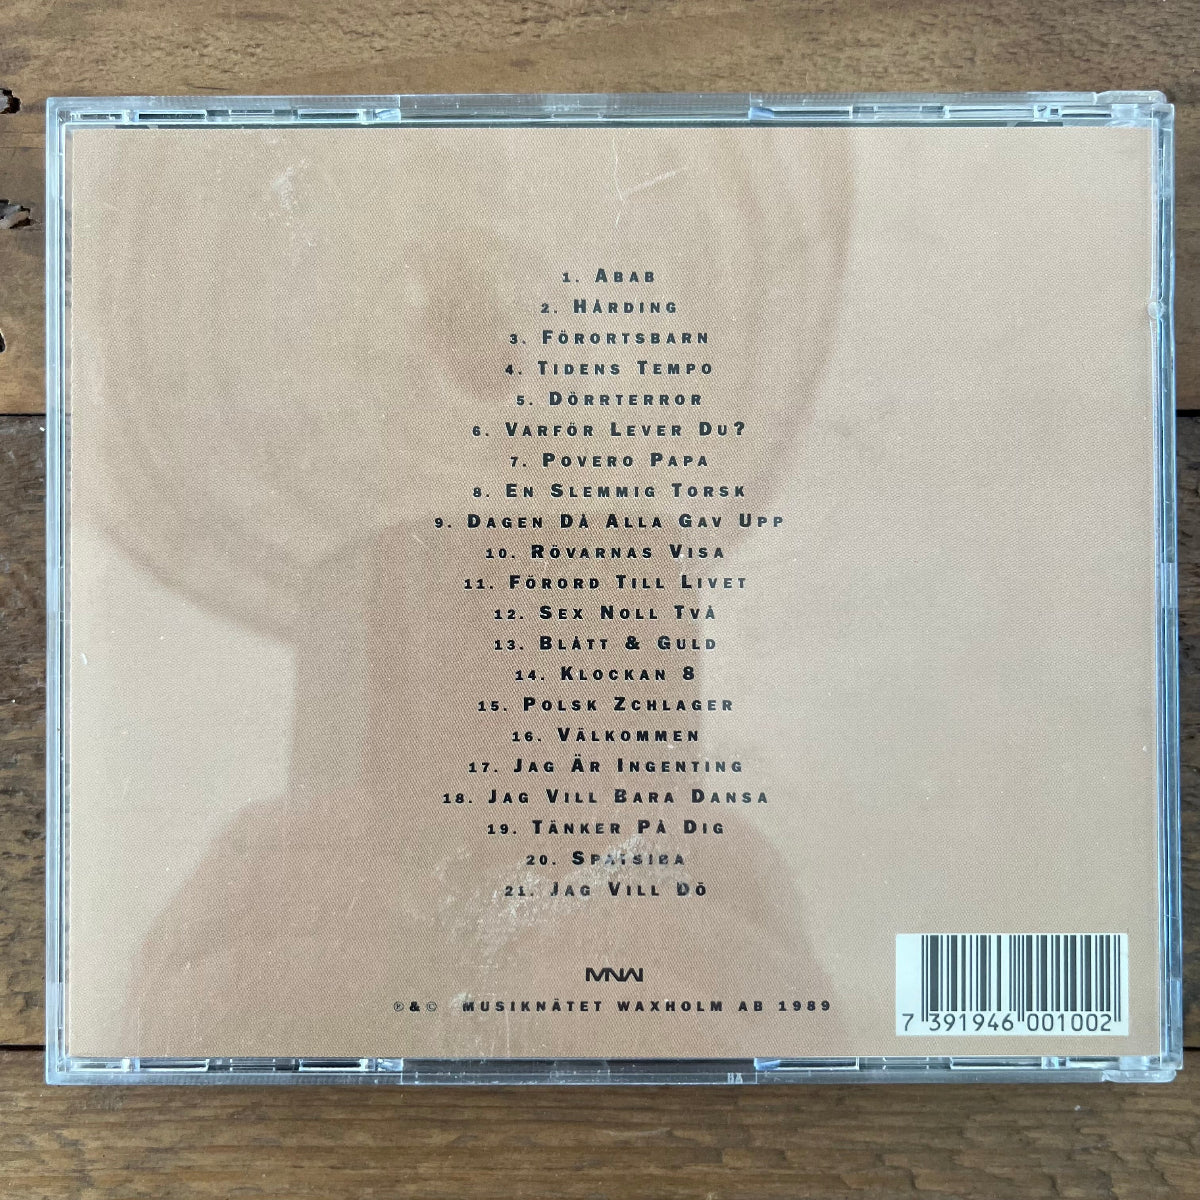 1. ABAB
2. HÅRDING
3. FÖRORTSBARN
4. TIDENS TEMPO
5. DÖRRTERROR
6. VARFÖR LEVER DU?
7. POVERO PAPA
8. EN SLEMMIG TORSK
9. DAGEN DÅ ALLA GAV UPP
10. RÖVARNAS VISA
11. FÖRORD TILL LIVET
12. SEX NOLL TVÅ
13. BLÅTT & GULD
14. KLOCKAN 8
15. POLSK ZCHLAGER
16. VÄLKOMMEN
17. JAG ÄR INGENTING
18. JAG VILL BARA DANSA
19. TÄNKER PÅ DIG
20. SPATSIBA
21. JAG VILL DÖ
MNW
℗ & © MUSIKNÄTET WAXHOLM AB 1989
7 391946 001002